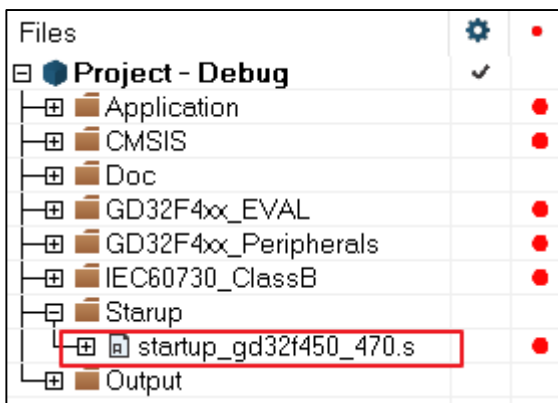 Files
Project - Debug
Application
CMSIS
Doc
GD32F4xx_EVAL
GD32F4xx_Peripherals
IEC60730_ClassB
Starup
startup_gd32f450_470.s
Output